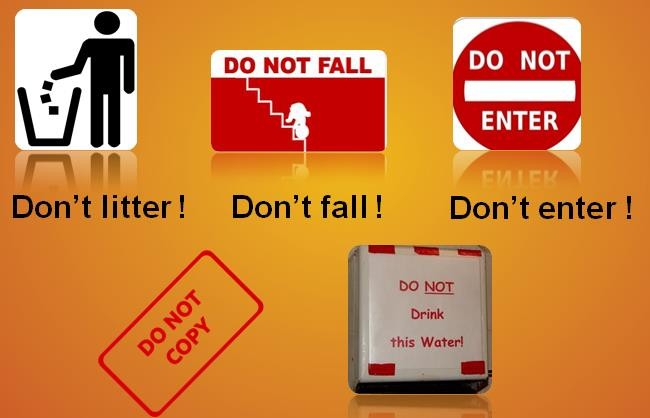 DO NOT FALL
DO NOT
ENTER
Don't litter !
Don't fall !
Don't enter !
DO NOT
COPY
DO NOT
Drink
this Water!